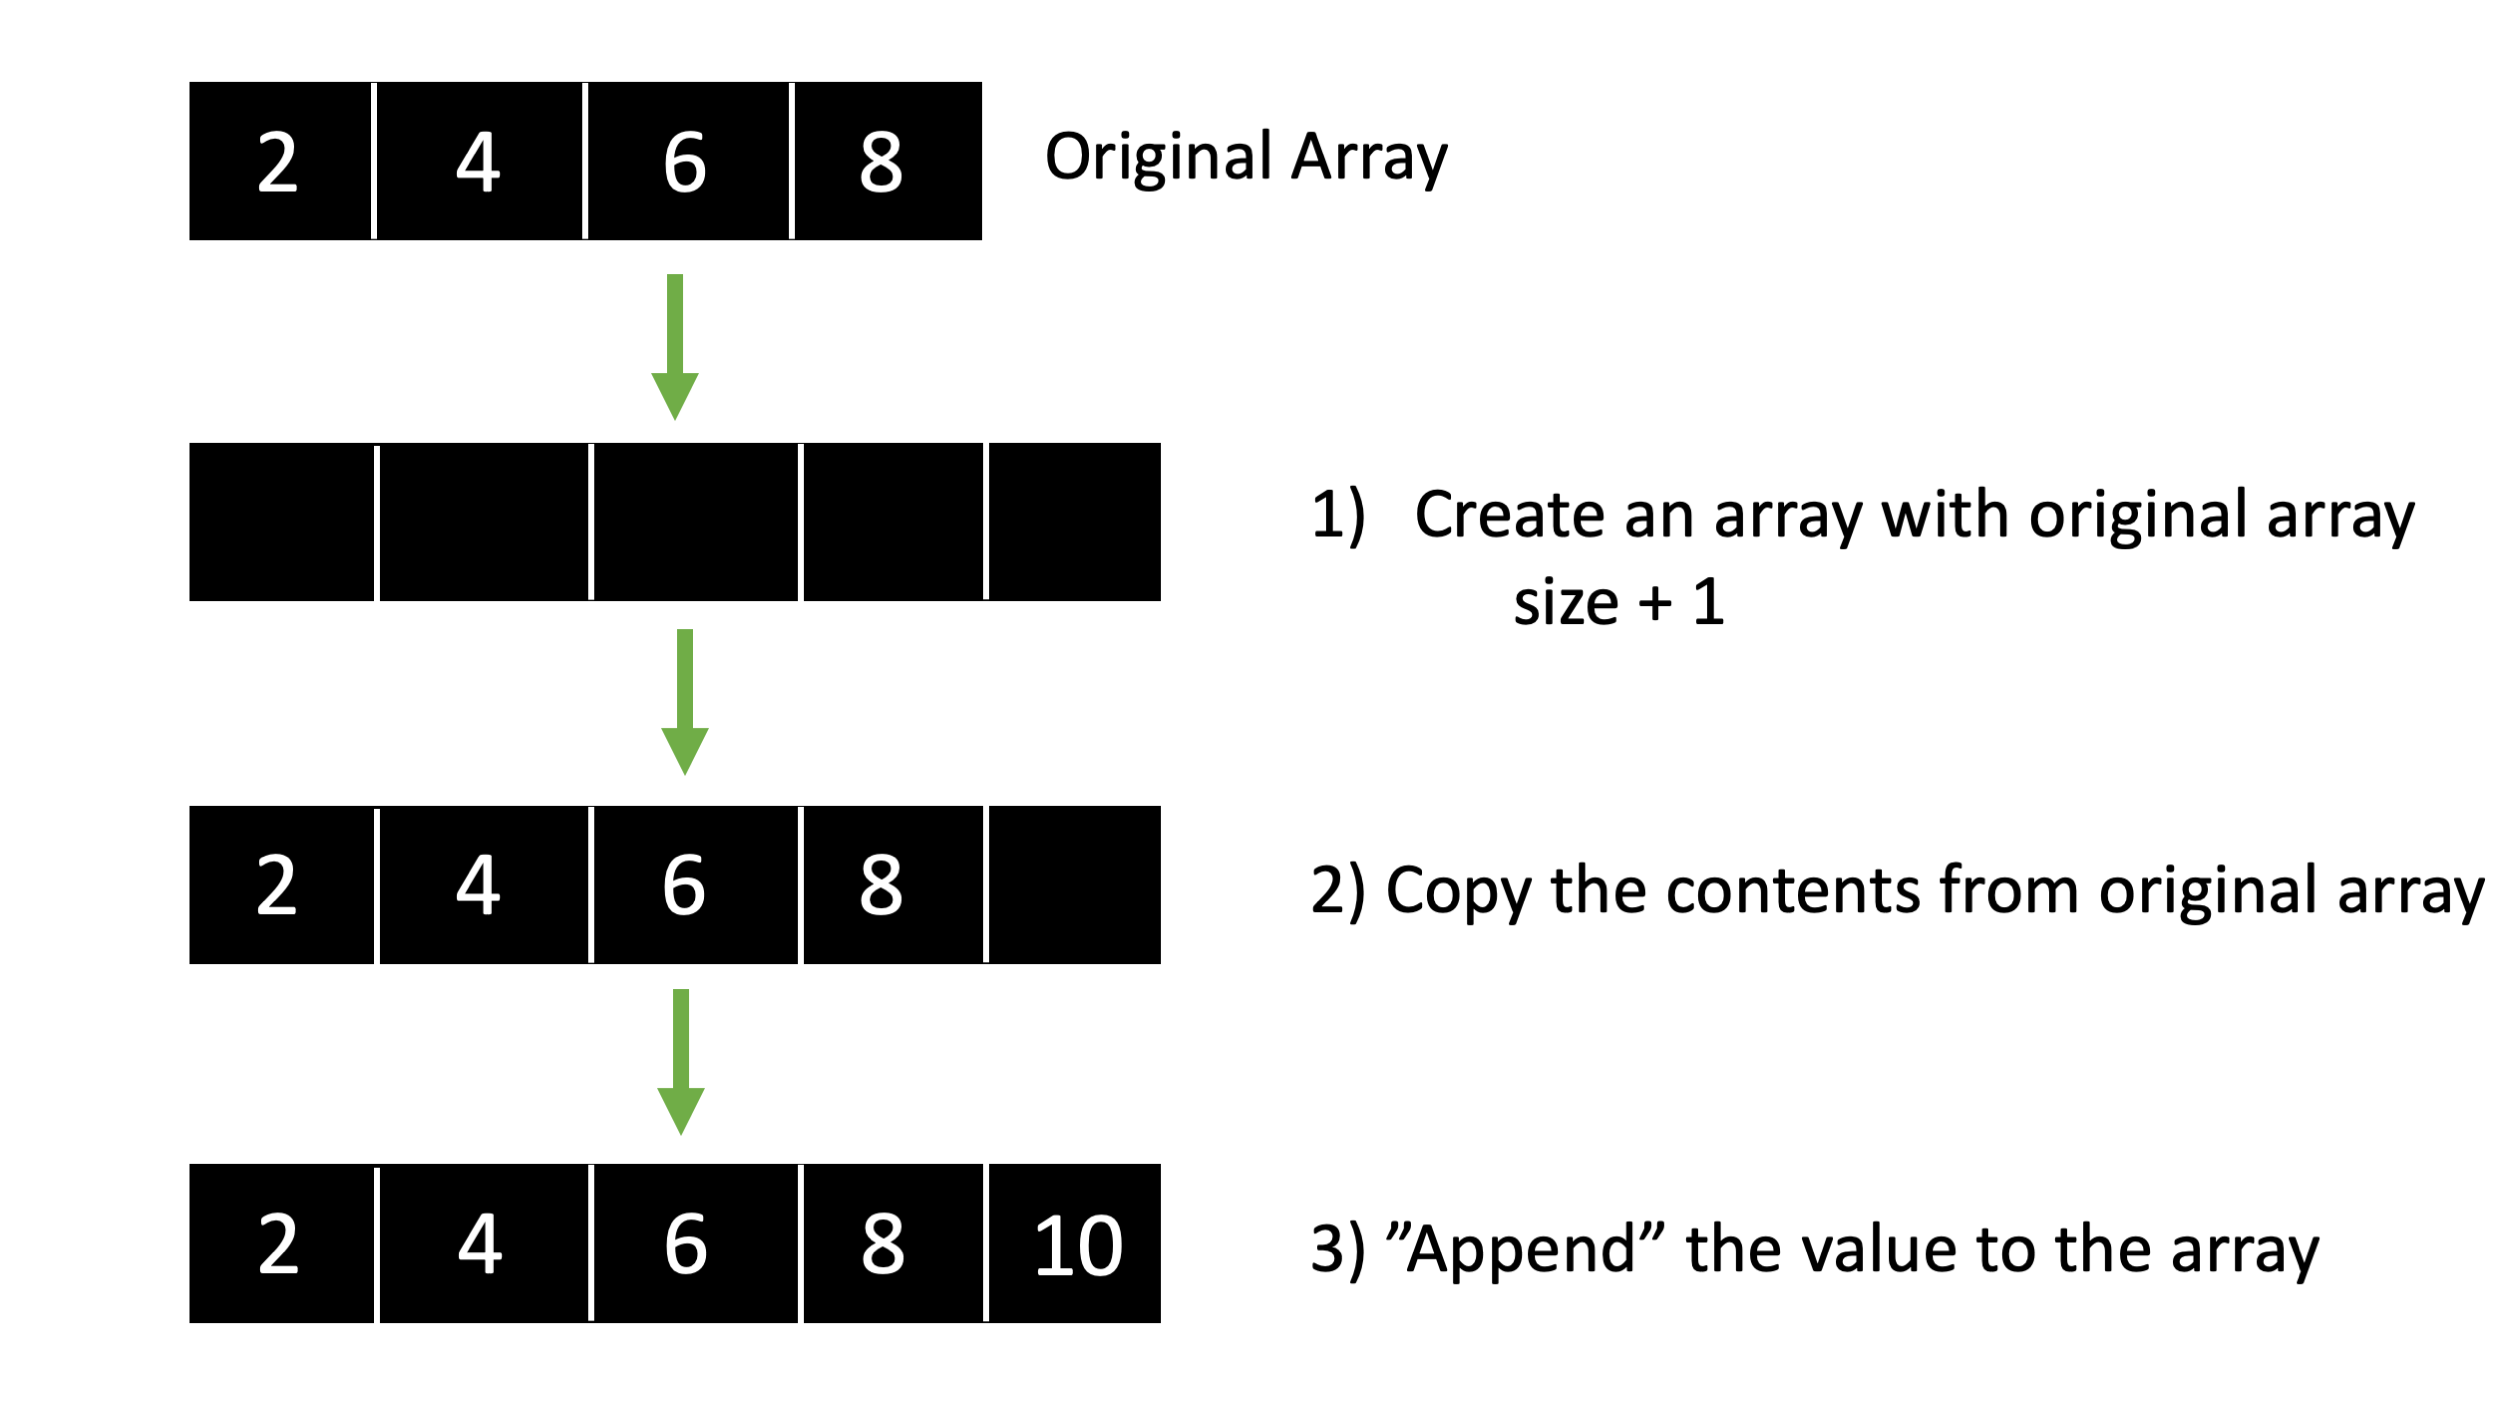 2 4 6 8 Original Array
1) Create an array with original array
size + 1
2 4 6 8 2) Copy the contents from original array
2 4 6 8 10 3) ”Append” the value to the array